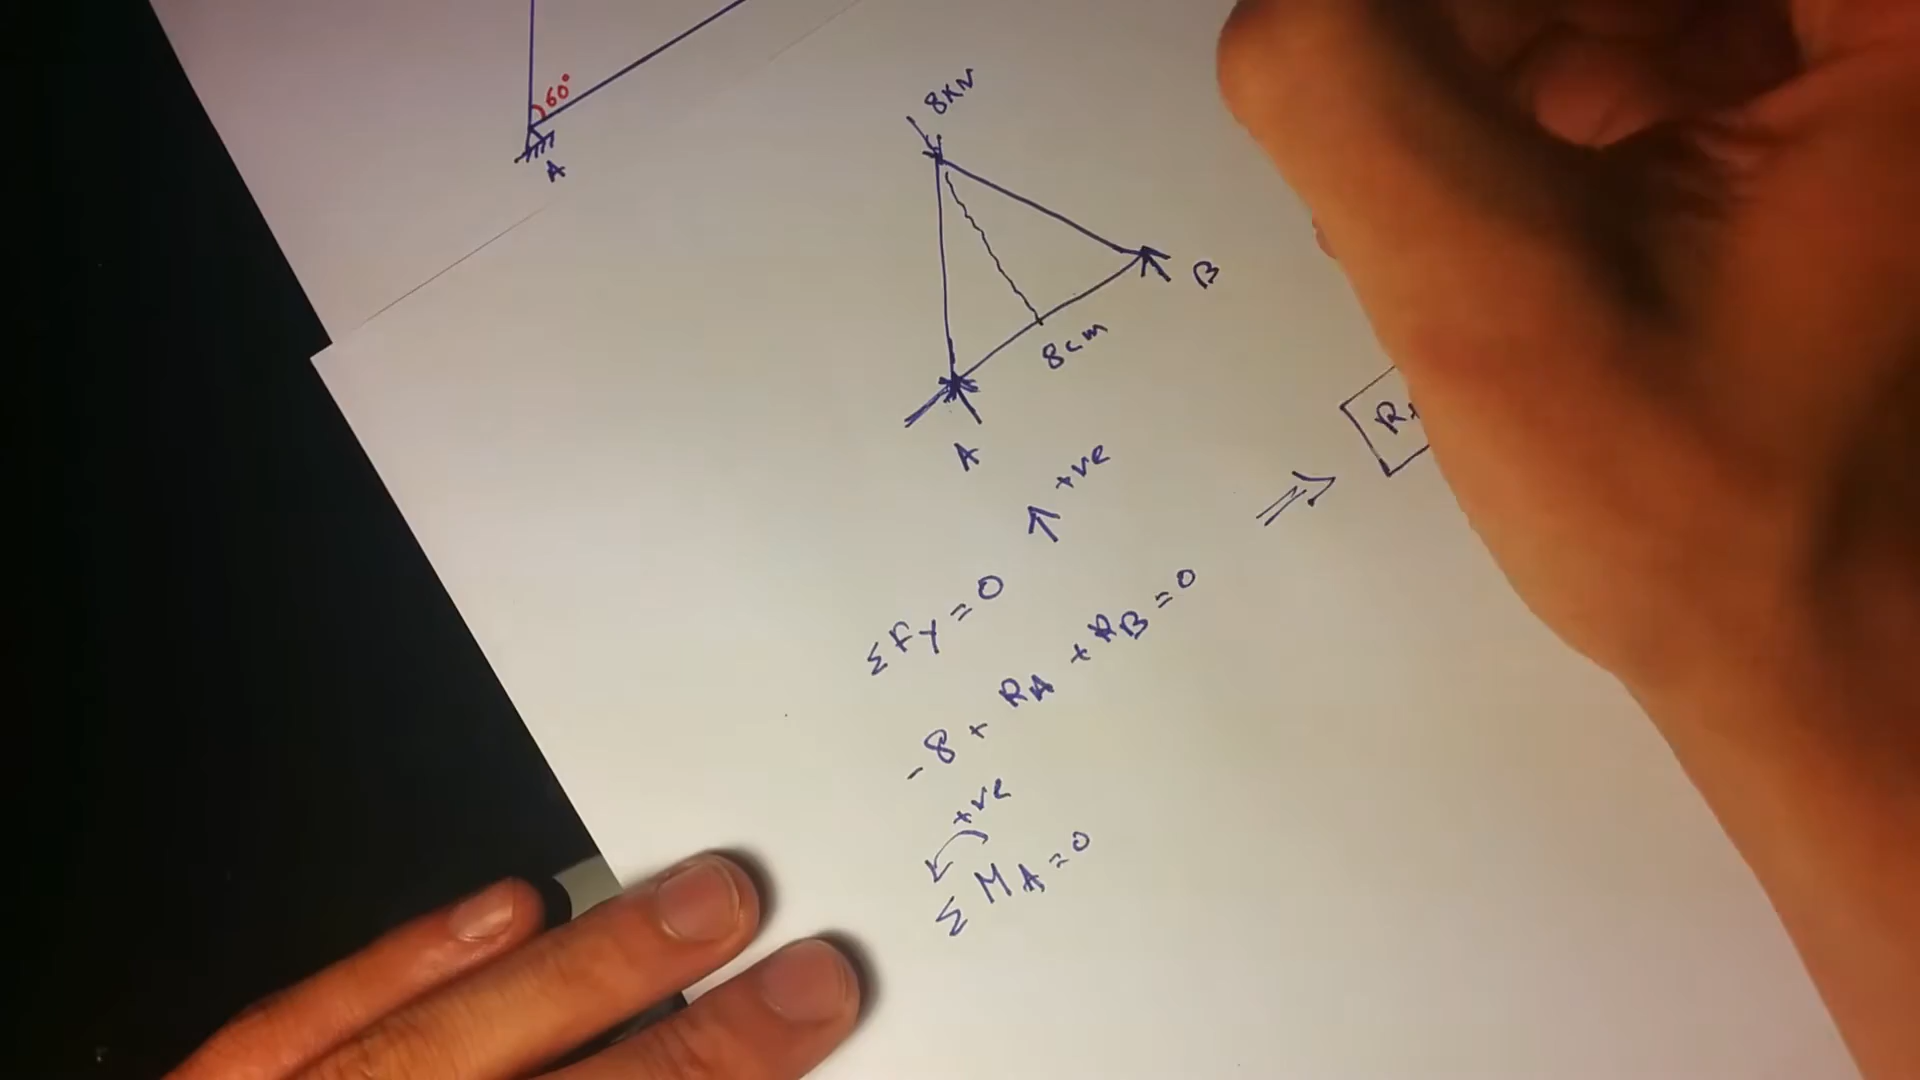 60°
A
8KN
B
8cm
A
ΣFy=0 ↑ +ve
-8 + RA + RB = 0 ⇒
+ve
ΣMA=0